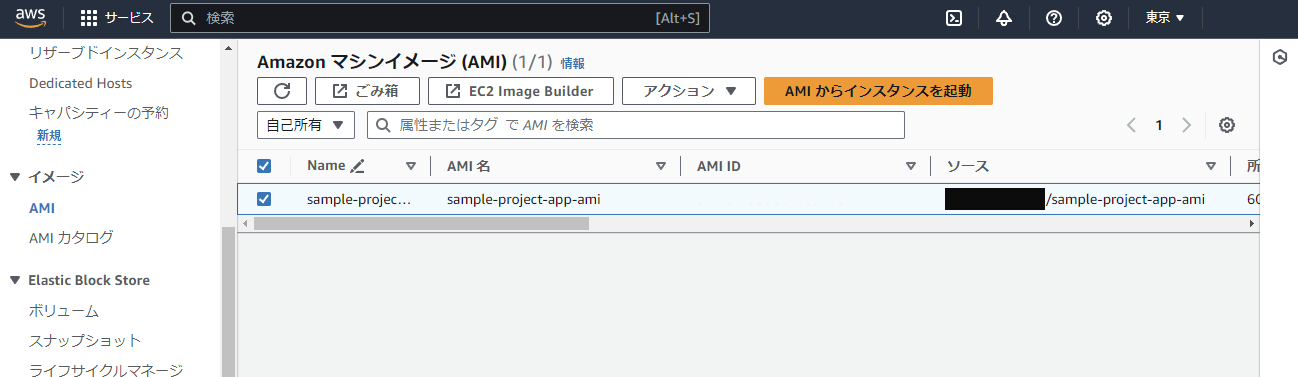 aws サービス 検索 [Alt+S] 東京
リザーブドインスタンス
Dedicated Hosts
キャパシティーの予約
新規
イメージ
AMI
AMI カタログ
Elastic Block Store
ボリューム
スナップショット
ライフサイクルマネージ
Amazon マシンイメージ (AMI) (1/1) 情報
ごみ箱 EC2 Image Builder アクション AMI からインスタンスを起動
自己所有 属性またはタグ で AMI を検索 1
Name AMI 名 AMI ID ソース 所
sample-projec... sample-project-app-ami /sample-project-app-ami 60